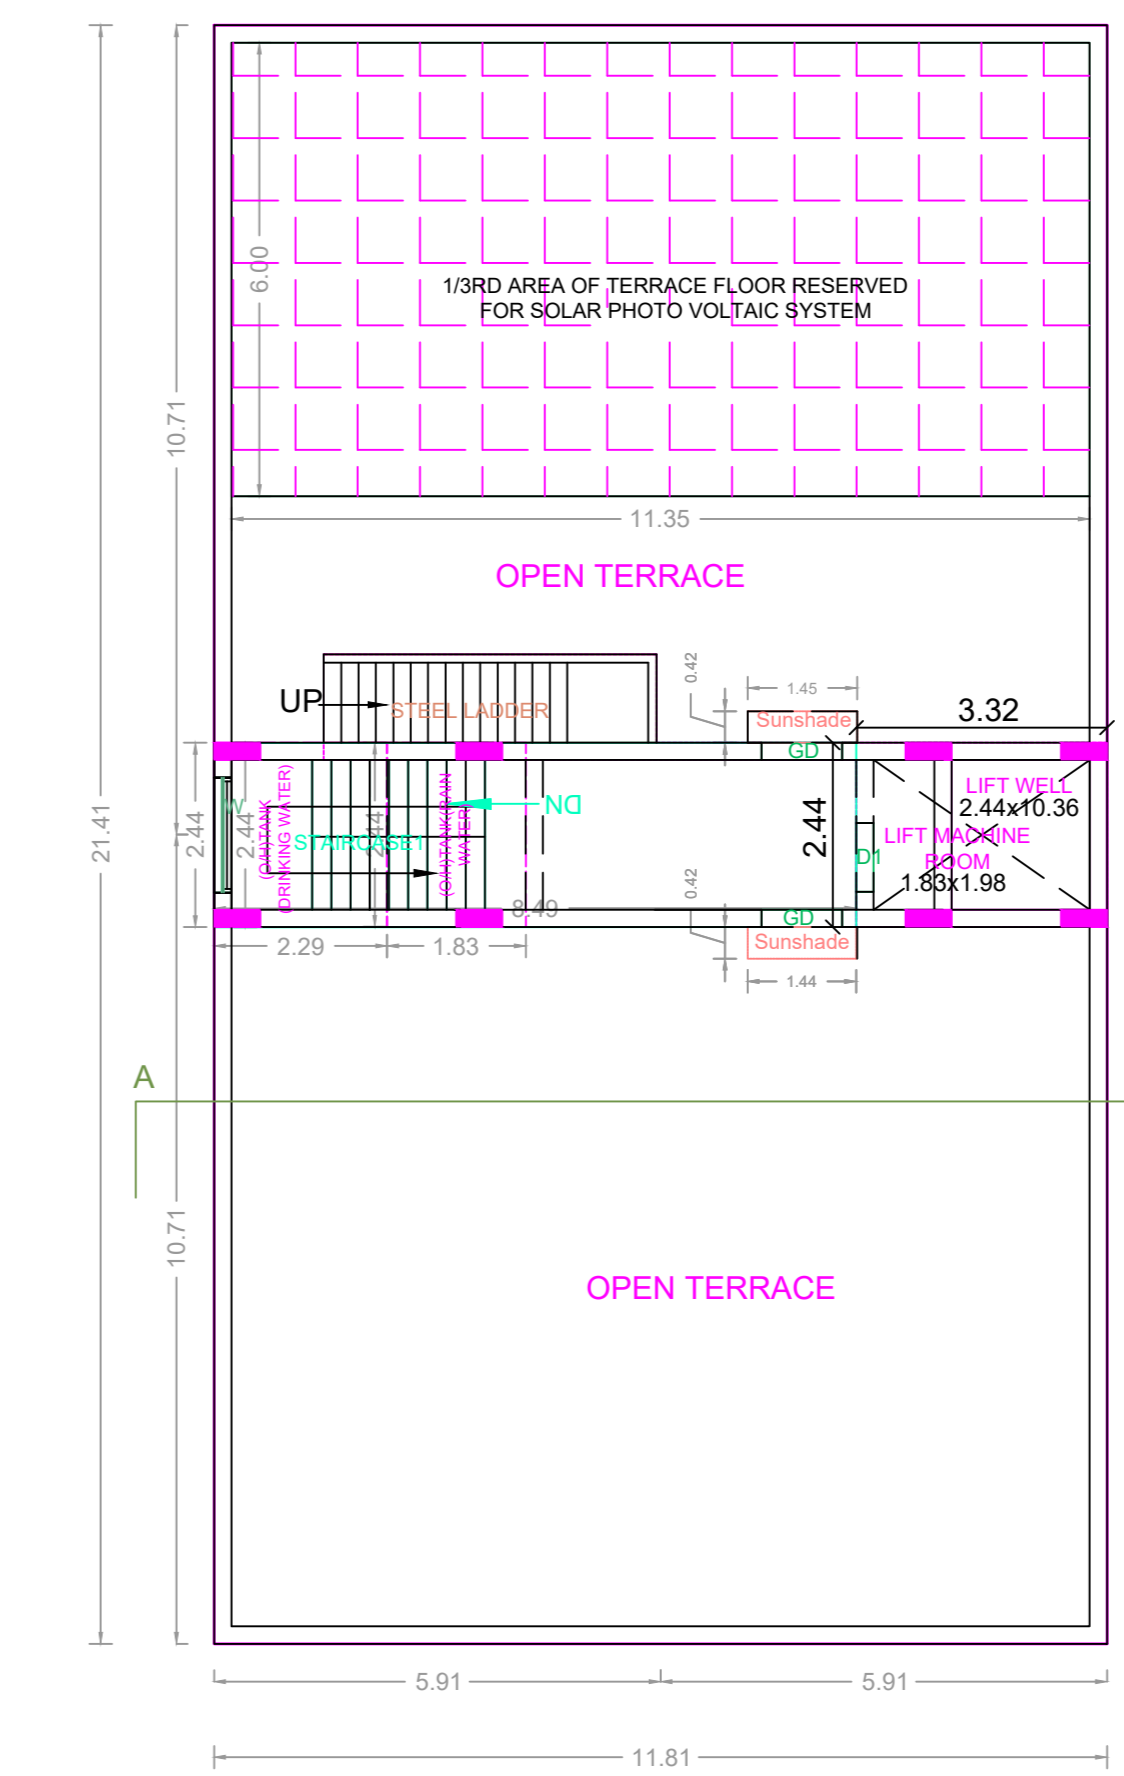 6.00
1/3RD AREA OF TERRACE FLOOR RESERVED
FOR SOLAR PHOTO VOLTAIC SYSTEM
10.71
11.35
OPEN TERRACE
0.42
1.45
UP
STEEL LADDER
Sunshade
3.32
GD
21.41
2.44
2.44
W
(O/H)TANK
(DRINKING WATER)
STAIRCASE1
2.44
(O/H)TANK(RAIN
WATER)
DN
2.44
LIFT WELL
2.44x10.36
LIFT MACHINE
ROOM
1.83x1.98
D1
0.42
8.49
GD
Sunshade
2.29
1.83
1.44
A
10.71
OPEN TERRACE
5.91
5.91
11.81